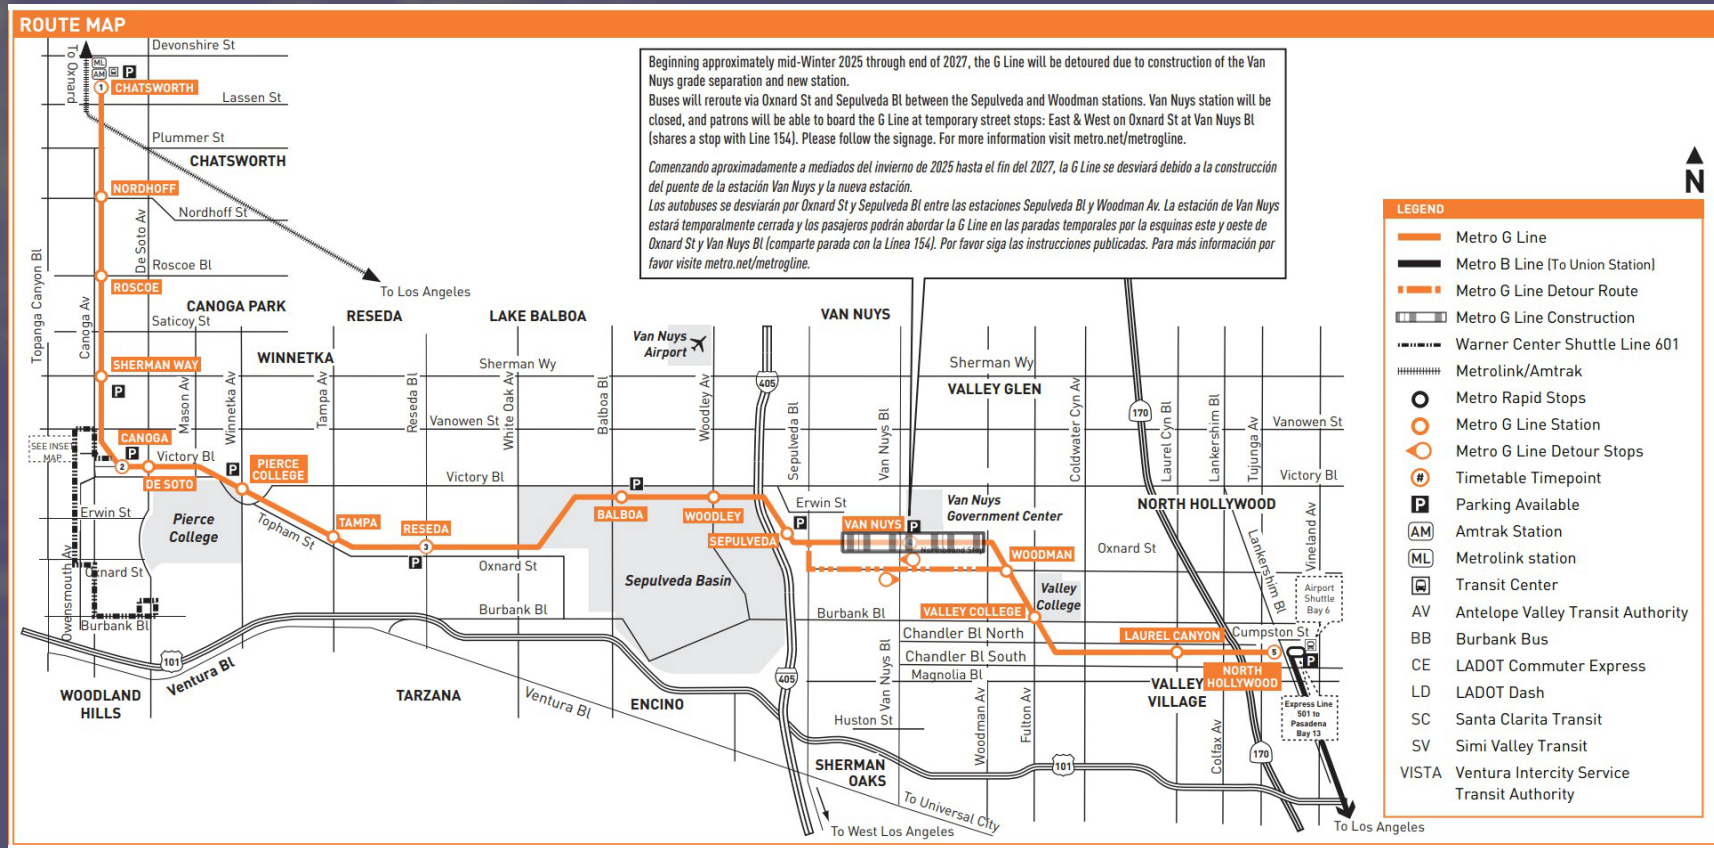 ROUTE MAP
Devonshire St
To Oxnard
ML
AM
P
1
CHATSWORTH
Lassen St
Plummer St
CHATSWORTH
NORDHOFF
De Soto Av
Nordhoff St
Topanga Canyon Bl
Canoga Av
Roscoe Bl
ROSCOE
To Los Angeles
CANOGA PARK
Saticoy St
RESEDA
LAKE BALBOA
VAN NUYS
Beginning approximately mid-Winter 2025 through end of 2027, the G Line will be detoured due to construction of the Van
Nuys grade separation and new station.
Buses will reroute via Oxnard St and Sepulveda Bl between the Sepulveda and Woodman stations. Van Nuys station will be
closed, and patrons will be able to board the G Line at temporary street stops: East & West on Oxnard St at Van Nuys Bl
(shares a stop with Line 154). Please follow the signage. For more information visit metro.net/metrogline.
Comenzando aproximadamente a mediados del invierno de 2025 hasta el fin del 2027, la G Line se desviará debido a la construcción
del puente de la estación Van Nuys y la nueva estación.
Los autobuses se desviarán por Oxnard St y Sepulveda Bl entre las estaciones Sepulveda Bl y Woodman Av. La estación de Van Nuys
estará temporalmente cerrada y los pasajeros podrán abordar la G Line en las paradas temporales por la esquinas este y oeste de
Oxnard St y Van Nuys Bl (comparte parada con la Línea 154). Por favor siga las instrucciones publicadas. Para más información por
favor visite metro.net/metrogline.
WINNETKA
Van Nuys
Airport
SHERMAN WAY
P
Mason Av
Winnetka Av
Tampa Av
Reseda Bl
Sherman Wy
White Oak Av
Balboa Bl
Woodley Av
405
Sepulveda Bl
Van Nuys Bl
Sherman Wy
VALLEY GLEN
Coldwater Cyn Av
170
Laurel Cyn Bl
Lankershim Bl
Tujunga Av
Vanowen St
Vanowen St
SEE INSET
MAP
CANOGA
P
2
Victory Bl
DE SOTO
P
PIERCE
COLLEGE
Victory Bl
P
Victory Bl
Erwin St
Pierce
College
Topham St
TAMPA
RESEDA
3
P
BALBOA
WOODLEY
SEPULVEDA
P
Erwin St
VAN NUYS
P
4
Northbound Stop
Van Nuys
Government Center
NORTH HOLLYWOOD
WOODMAN
Oxnard St
Lankershim Bl
Vineland Av
Owensmouth Av
Oxnard St
Oxnard St
Sepulveda Basin
Burbank Bl
Burbank Bl
Burbank Bl
VALLEY COLLEGE
Valley
College
Airport
Shuttle
Bay 6
Chandler Bl North
LAUREL CANYON
Cumpston St
Chandler Bl South
5
P
101
Ventura Bl
405
Van Nuys Bl
Magnolia Bl
VALLEY
VILLAGE
NORTH
HOLLYWOOD
WOODLAND
HILLS
TARZANA
Ventura Bl
ENCINO
Huston St
Woodman Av
Fulton Av
Colfax Av
Express Line
501 to
Pasadena
Bay 13
170
SHERMAN
OAKS
101
To Universal City
To West Los Angeles
To Los Angeles
N
LEGEND
Metro G Line
Metro B Line (To Union Station)
Metro G Line Detour Route
Metro G Line Construction
Warner Center Shuttle Line 601
Metrolink/Amtrak
Metro Rapid Stops
Metro G Line Station
Metro G Line Detour Stops
# Timetable Timepoint
P Parking Available
AM Amtrak Station
ML Metrolink station
Transit Center
AV Antelope Valley Transit Authority
BB Burbank Bus
CE LADOT Commuter Express
LD LADOT Dash
SC Santa Clarita Transit
SV Simi Valley Transit
VISTA Ventura Intercity Service
Transit Authority